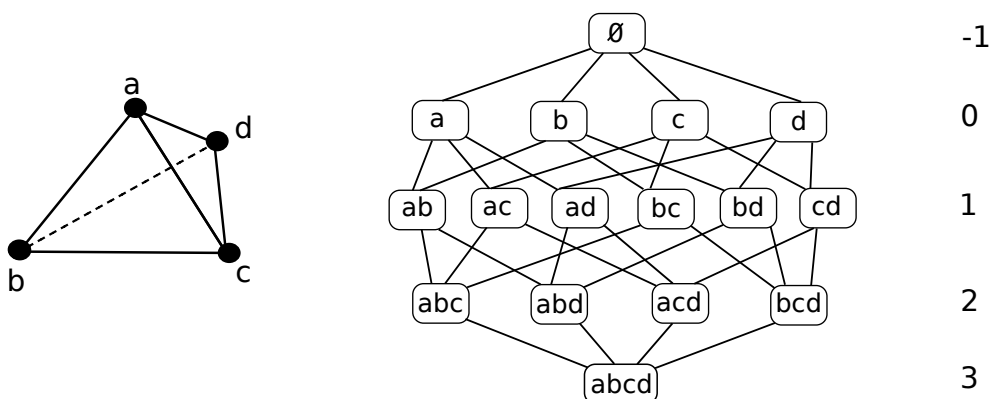 a
d
b
c
Ø -1
a b c d 0
ab ac ad bc bd cd 1
abc abd acd bcd 2
abcd 3